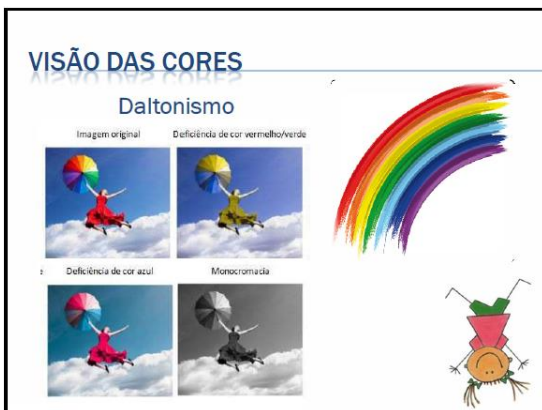 VISÃO DAS CORES
Daltonismo
Imagem original
Deficiência de cor vermelho/verde
e
Deficiência de cor azul
Monocromacia